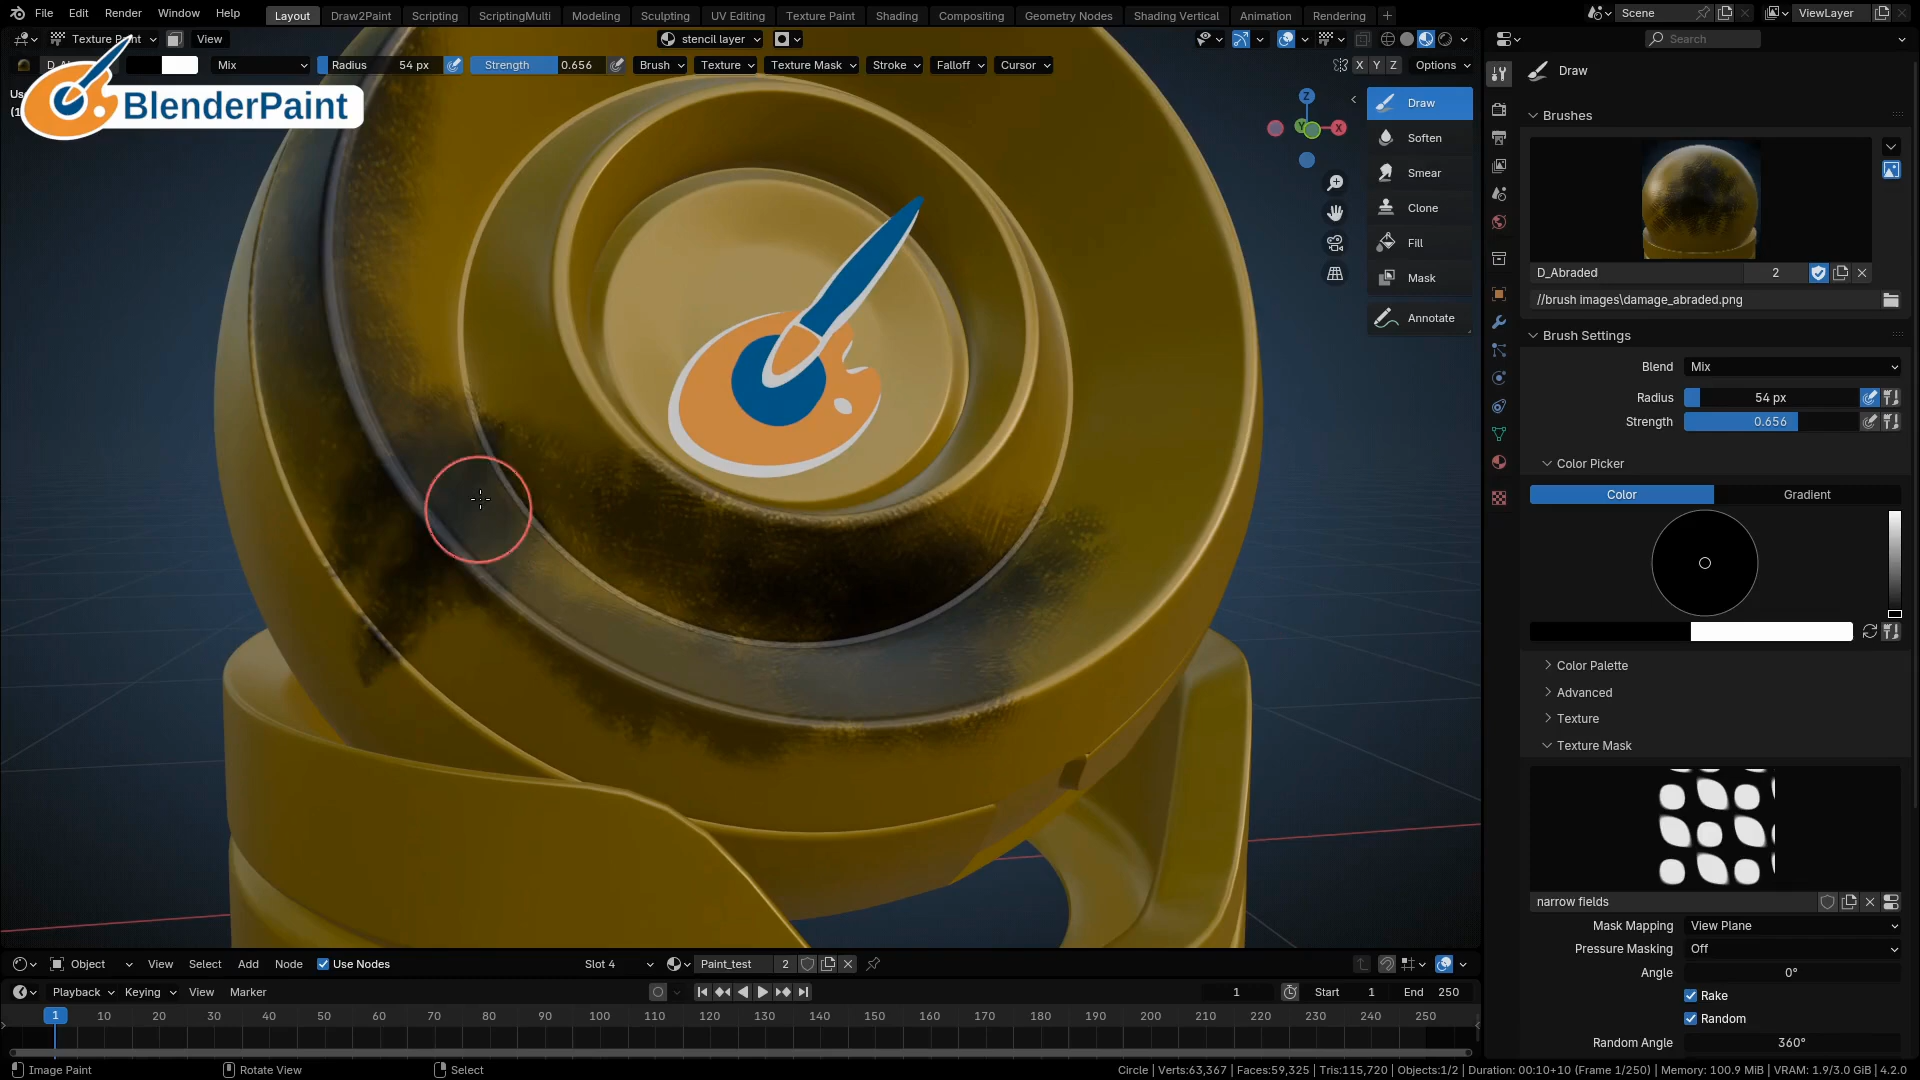 File Edit Render Window Help Layout Draw2Paint Scripting ScriptingMulti Modeling Sculpting UV Editing Texture Paint Shading Compositing Geometry Nodes Shading Vertical Animation Rendering + Scene ViewLayer
View stencil layer Search
Mix Radius 54 px Strength 0.656 Brush Texture Texture Mask Stroke Falloff Cursor X Y Z Options
BlenderPaint
Z
Y X
Draw
Soften
Smear
Clone
Fill
Mask
Annotate
Draw
Brushes
D_Abraded 2
//brush images\damage_abraded.png
Brush Settings
Blend Mix
Radius 54 px
Strength 0.656
Color Picker
Color Gradient
Color Palette
Advanced
Texture
Texture Mask
narrow fields
Mask Mapping View Plane
Pressure Masking Off
Angle 0°
Rake
Random
Random Angle 360°
Object View Select Add Node Use Nodes Slot 4 Paint_test 2
Playback Keying View Marker 1 Start 1 End 250
1 10 20 30 40 50 60 70 80 90 100 110 120 130 140 150 160 170 180 190 200 210 220 230 240 250
Image Paint Rotate View Select Circle | Verts:63,367 | Faces:59,325 | Tris:115,720 | Objects:1/2 | Duration: 00:10+10 (Frame 1/250) | Memory: 100.9 MiB | VRAM: 1.9/3.0 GiB | 4.2.0